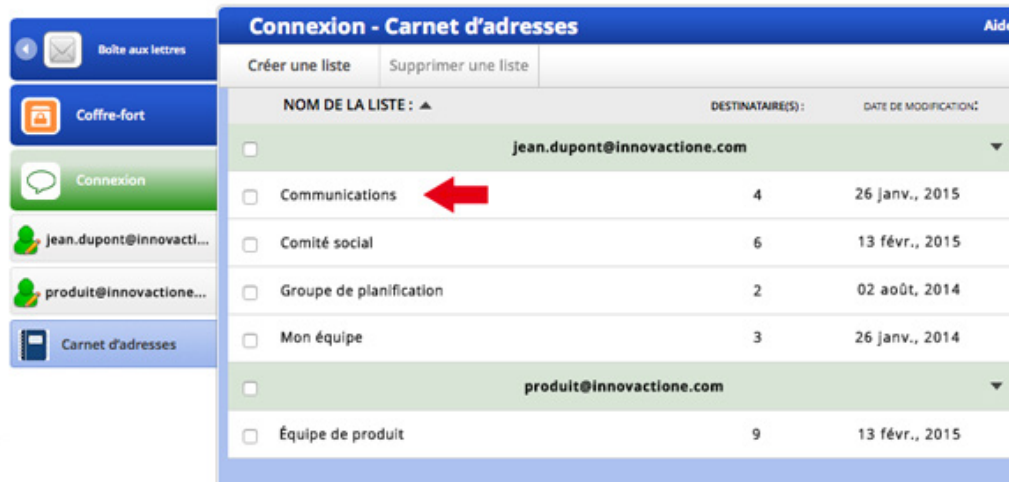 Connexion - Carnet d'adresses
Boîte aux lettres
Créer une liste Supprimer une liste
Coffre-fort
NOM DE LA LISTE : ▲ DESTINATAIRE(S) : DATE DE MODIFICATION:
jean.dupont@innovactione.com
Connexion
Communications 4 26 janv., 2015
jean.dupont@innovacti...
Comité social 6 13 févr., 2015
produit@innovactione...
Groupe de planification 2 02 août, 2014
Carnet d'adresses
Mon équipe 3 26 janv., 2014
produit@innovactione.com
Équipe de produit 9 13 févr., 2015